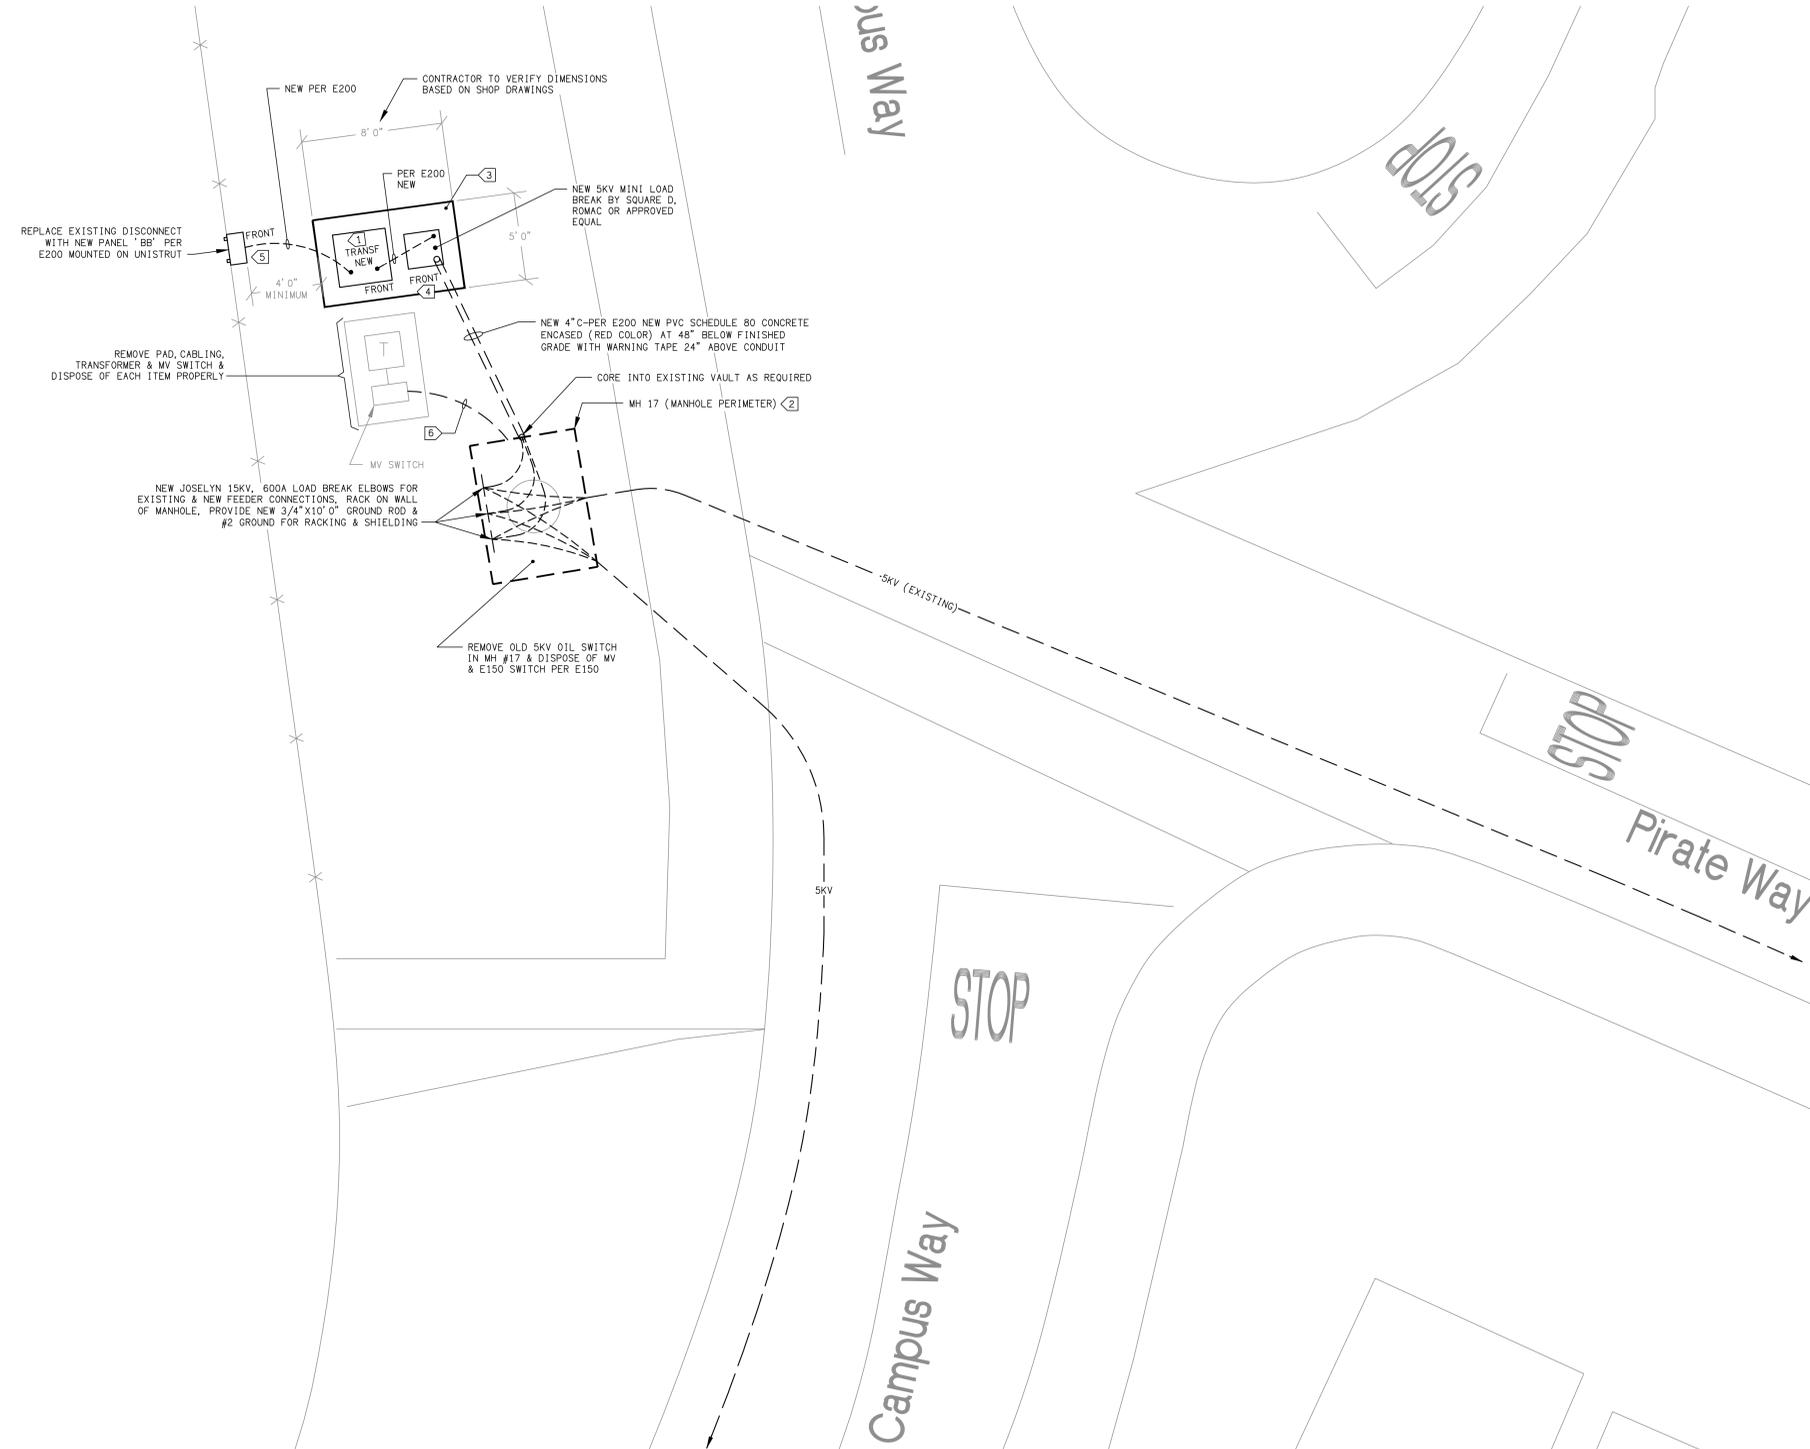 ous Way
CONTRACTOR TO VERIFY DIMENSIONS
BASED ON SHOP DRAWINGS
NEW PER E200
8'0"
STOP
PER E200
NEW
3
NEW 5KV MINI LOAD
BREAK BY SQUARE D,
ROMAC OR APPROVED
EQUAL
REPLACE EXISTING DISCONNECT
WITH NEW PANEL 'BB' PER
E200 MOUNTED ON UNISTRUT
FRONT
5
1
TRANSF
NEW
5'0"
FRONT
FRONT
4
4'0"
MINIMUM
NEW 4"C-PER E200 NEW PVC SCHEDULE 80 CONCRETE
ENCASED (RED COLOR) AT 48" BELOW FINISHED
GRADE WITH WARNING TAPE 24" ABOVE CONDUIT
REMOVE PAD, CABLING,
TRANSFORMER & MV SWITCH &
DISPOSE OF EACH ITEM PROPERLY
T
CORE INTO EXISTING VAULT AS REQUIRED
MH 17 (MANHOLE PERIMETER) 2
6
MV SWITCH
NEW JOSELYN 15KV, 600A LOAD BREAK ELBOWS FOR
EXISTING & NEW FEEDER CONNECTIONS, RACK ON WALL
OF MANHOLE, PROVIDE NEW 3/4"X10'0" GROUND ROD &
#2 GROUND FOR RACKING & SHIELDING
5KV (EXISTING)
REMOVE OLD 5KV OIL SWITCH
IN MH #17 & DISPOSE OF MV
& E150 SWITCH PER E150
STOP
Pirate Way
5KV
STOP
Campus Way